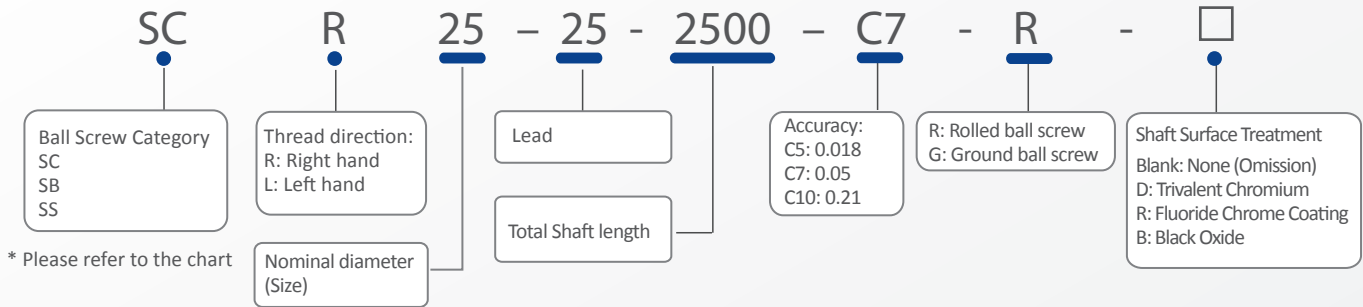 SC R 25 – 25 - 2500 – C7 - R - □
Ball Screw Category
SC
SB
SS
Thread direction:
R: Right hand
L: Left hand
Lead
Accuracy:
C5: 0.018
C7: 0.05
C10: 0.21
R: Rolled ball screw
G: Ground ball screw
Shaft Surface Treatment
Blank: None (Omission)
D: Trivalent Chromium
R: Fluoride Chrome Coating
B: Black Oxide
Total Shaft length
* Please refer to the chart
Nominal diameter
(Size)